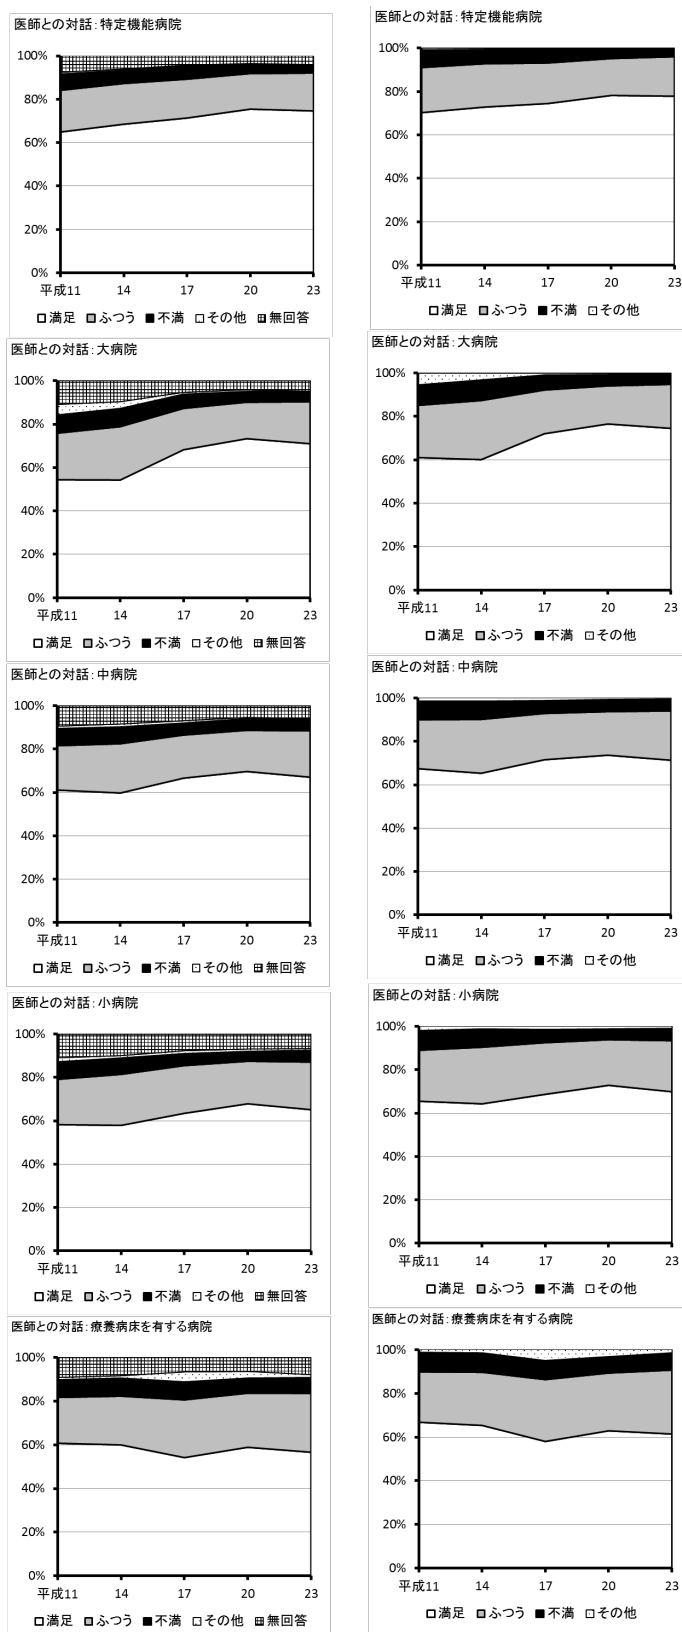 医師との対話：特定機能病院
100%
80%
60%
40%
20%
0%
平成11 14 17 20 23
□満足 ■ふつう ■不満 □その他 ⊞無回答
医師との対話：特定機能病院
100%
80%
60%
40%
20%
0%
平成11 14 17 20 23
□満足 ■ふつう ■不満 □その他
医師との対話：大病院
100%
80%
60%
40%
20%
0%
平成11 14 17 20 23
□満足 ■ふつう ■不満 □その他 ⊞無回答
医師との対話：大病院
100%
80%
60%
40%
20%
0%
平成11 14 17 20 23
□満足 ■ふつう ■不満 □その他
医師との対話：中病院
100%
80%
60%
40%
20%
0%
平成11 14 17 20 23
□満足 ■ふつう ■不満 □その他 ⊞無回答
医師との対話：中病院
100%
80%
60%
40%
20%
0%
平成11 14 17 20 23
□満足 ■ふつう ■不満 □その他
医師との対話：小病院
100%
80%
60%
40%
20%
0%
平成11 14 17 20 23
□満足 ■ふつう ■不満 □その他 ⊞無回答
医師との対話：小病院
100%
80%
60%
40%
20%
0%
平成11 14 17 20 23
□満足 ■ふつう ■不満 □その他
医師との対話：療養病床を有する病院
100%
80%
60%
40%
20%
0%
平成11 14 17 20 23
□満足 ■ふつう ■不満 □その他 ⊞無回答
医師との対話：療養病床を有する病院
100%
80%
60%
40%
20%
0%
平成11 14 17 20 23
□満足 ■ふつう ■不満 □その他